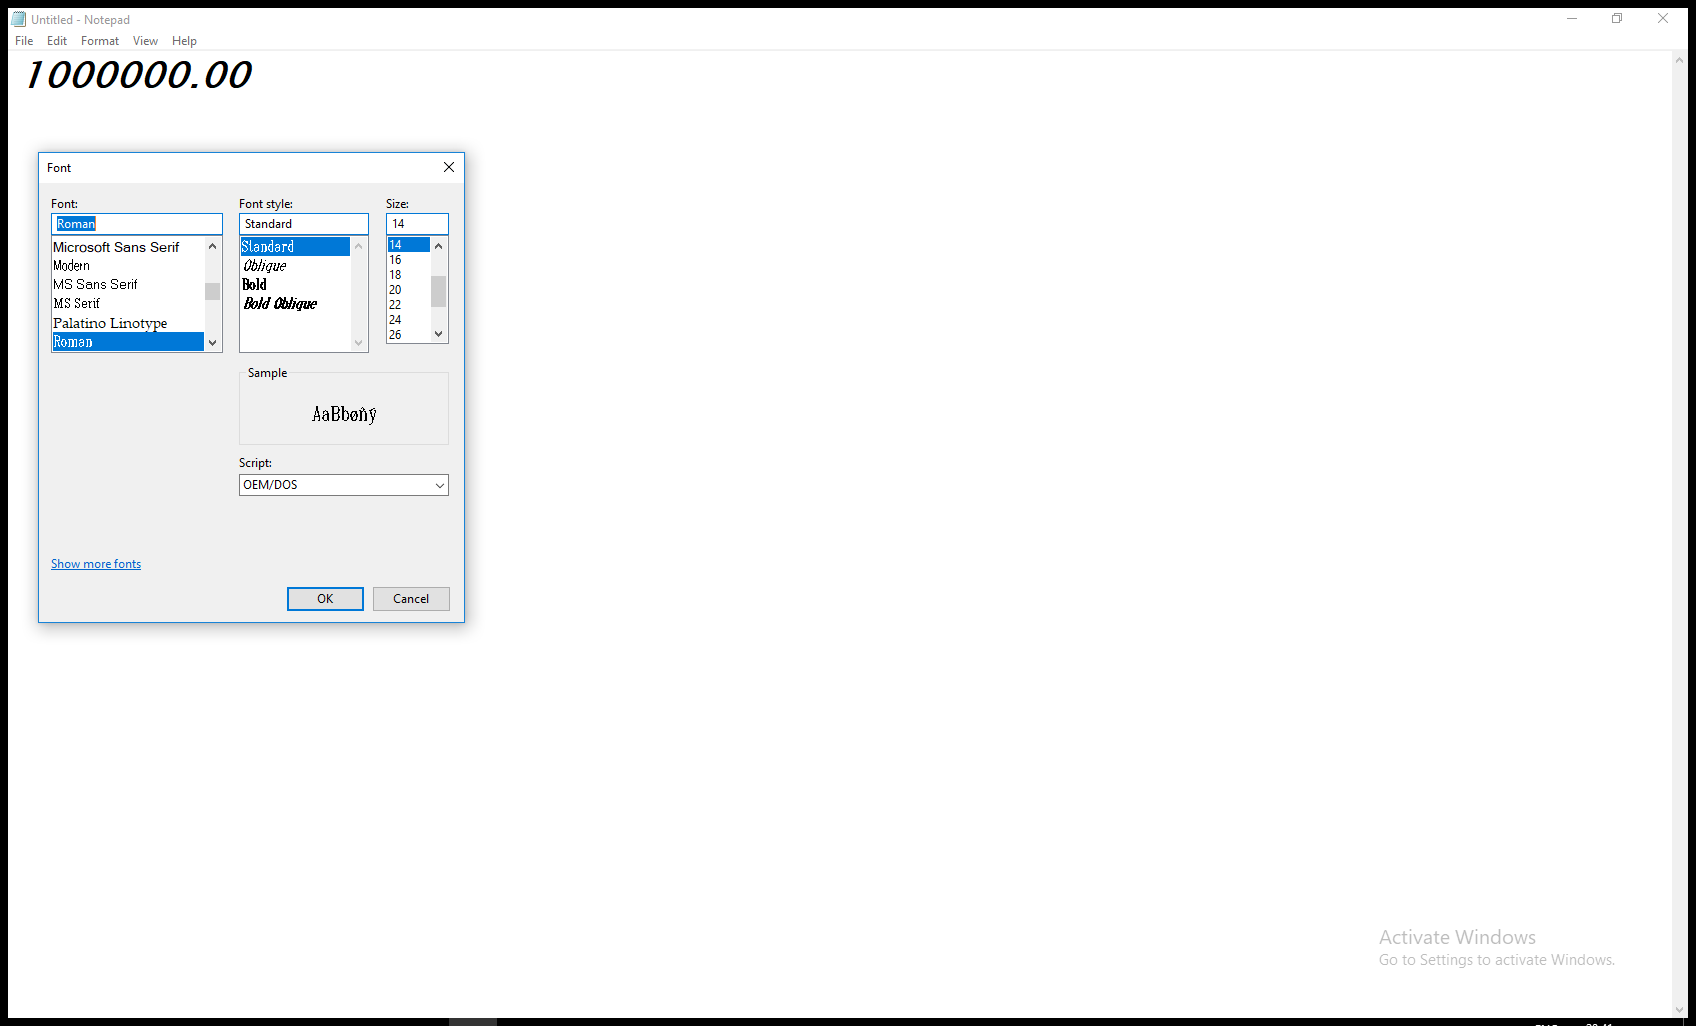 Untitled - Notepad
File Edit Format View Help
1000000.00
Font
Font:
Roman
Microsoft Sans Serif
Modern
MS Sans Serif
MS Serif
Palatino Linotype
Roman
Font style:
Standard
Standard
Oblique
Bold
Bold Oblique
Size:
14
14
16
18
20
22
24
26
Sample
AaBbøñÿ
Script:
OEM/DOS
Show more fonts
OK Cancel
Activate Windows
Go to Settings to activate Windows.